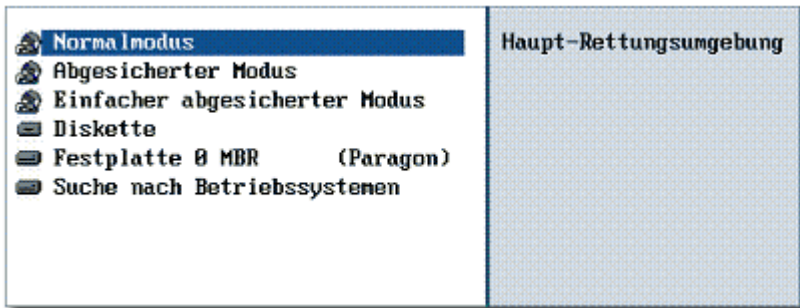 Normalmodus
Abgesicherter Modus
Einfacher abgesicherter Modus
Diskette
Festplatte 0 MBR (Paragon)
Suche nach Betriebssystemen
Haupt-Rettungsumgebung